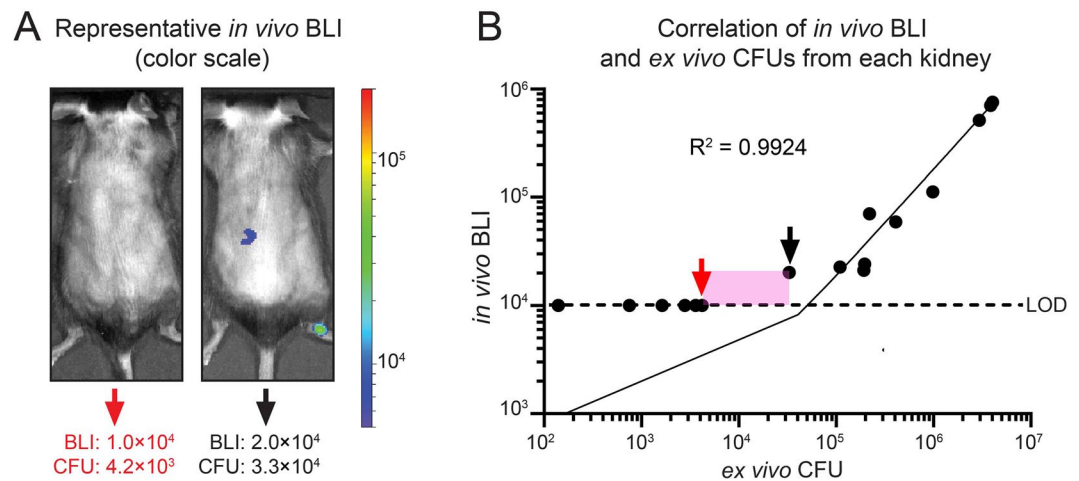 A
Representative in vivo BLI
(color scale)
10⁵
10⁴
BLI: 1.0×10⁴
CFU: 4.2×10³
BLI: 2.0×10⁴
CFU: 3.3×10⁴
B
Correlation of in vivo BLI
and ex vivo CFUs from each kidney
R² = 0.9924
in vivo BLI
10⁶
10⁵
10⁴
10³
LOD
10² 10³ 10⁴ 10⁵ 10⁶ 10⁷
ex vivo CFU